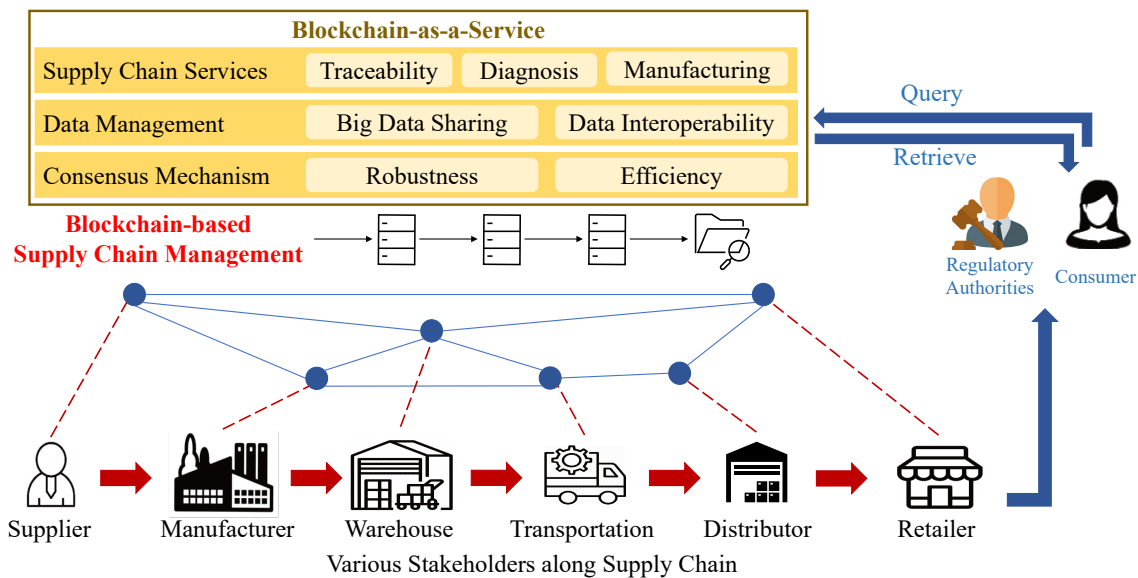 Blockchain-as-a-Service
Supply Chain Services Traceability Diagnosis Manufacturing
Data Management Big Data Sharing Data Interoperability
Consensus Mechanism Robustness Efficiency
Query
Retrieve
Blockchain-based
Supply Chain Management
Regulatory
Authorities
Consumer
Supplier Manufacturer Warehouse Transportation Distributor Retailer
Various Stakeholders along Supply Chain